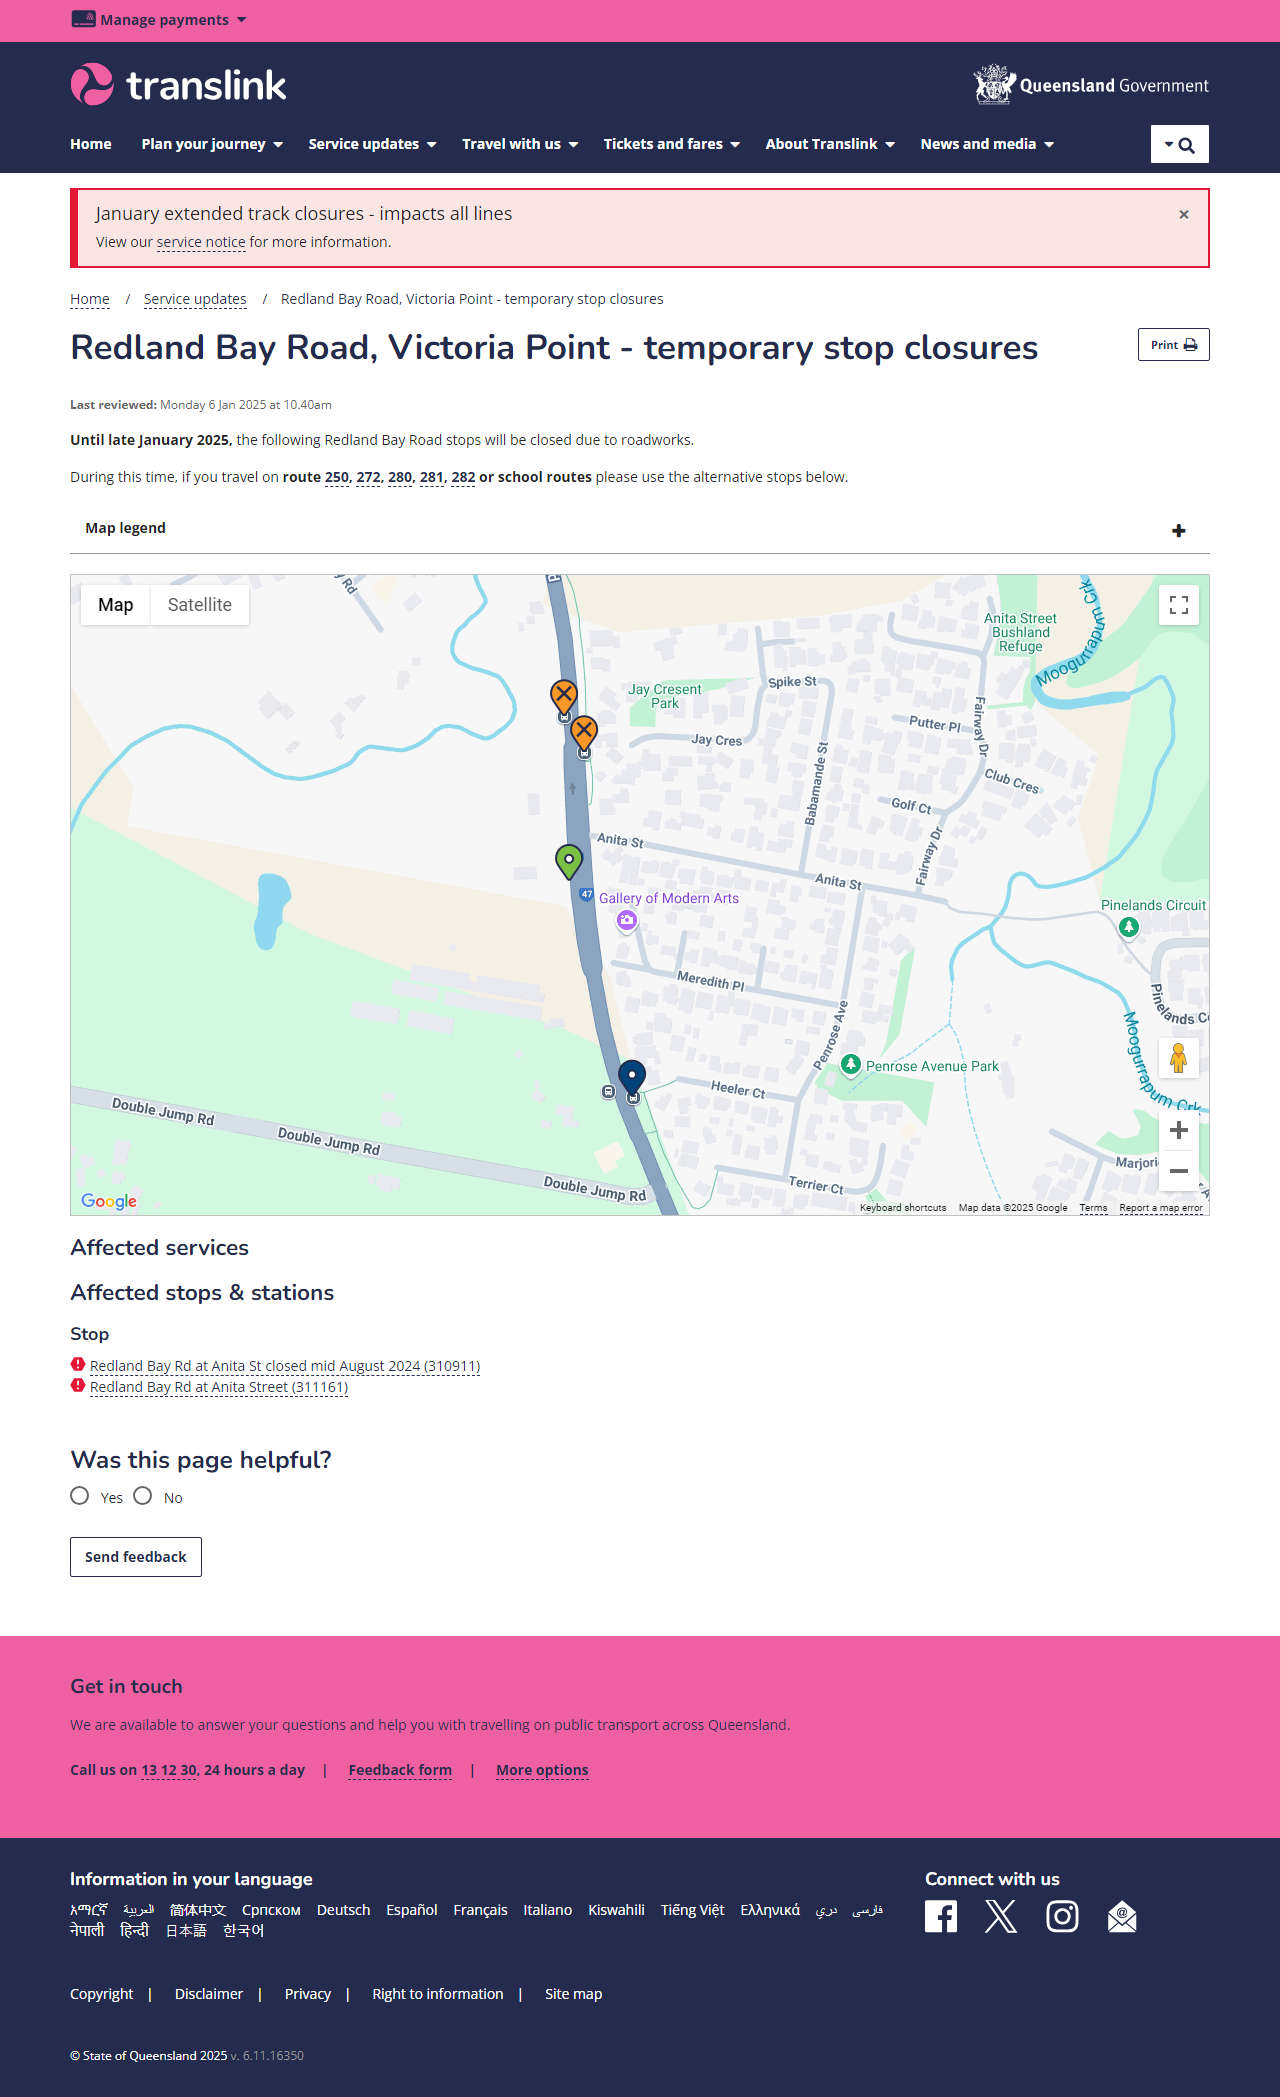 Manage payments
translink
Queensland Government
Home Plan your journey Service updates Travel with us Tickets and fares About Translink News and media
January extended track closures - impacts all lines ×
View our service notice for more information.
Home / Service updates / Redland Bay Road, Victoria Point - temporary stop closures
Redland Bay Road, Victoria Point - temporary stop closures
Print
Last reviewed: Monday 6 Jan 2025 at 10.40am
Until late January 2025, the following Redland Bay Road stops will be closed due to roadworks.
During this time, if you travel on route 250, 272, 280, 281, 282 or school routes please use the alternative stops below.
Map legend
Map Satellite
y Rd
d
Anita Street
Bushland
Refuge
Moogurrapum Crk
Jay Cresent
Park
Spike St
Jay Cres
Putter Pl
Fairway Dr
Club Cres
Babamande St
Golf Ct
Anita St
Fairway Dr
Anita St
47
Gallery of Modern Arts
Pinelands Circuit
Meredith Pl
Pinelands C
Penrose Ave
Moogurrapum Crk
Penrose Avenue Park
Heeler Ct
Double Jump Rd
Double Jump Rd
Double Jump Rd
Marjori
Terrier Ct
Google
Keyboard shortcuts Map data ©2025 Google Terms Report a map error
Affected services
Affected stops & stations
Stop
Redland Bay Rd at Anita St closed mid August 2024 (310911)
Redland Bay Rd at Anita Street (311161)
Was this page helpful?
Yes No
Send feedback
Get in touch
We are available to answer your questions and help you with travelling on public transport across Queensland.
Call us on 13 12 30, 24 hours a day | Feedback form | More options
Information in your language
አማርኛ العربية 简体中文 Српском Deutsch Español Français Italiano Kiswahili Tiếng Việt Ελληνικά دري فارسی
नेपाली हिन्दी 日本語 한국어
Connect with us
Copyright | Disclaimer | Privacy | Right to information | Site map
© State of Queensland 2025 v. 6.11.16350